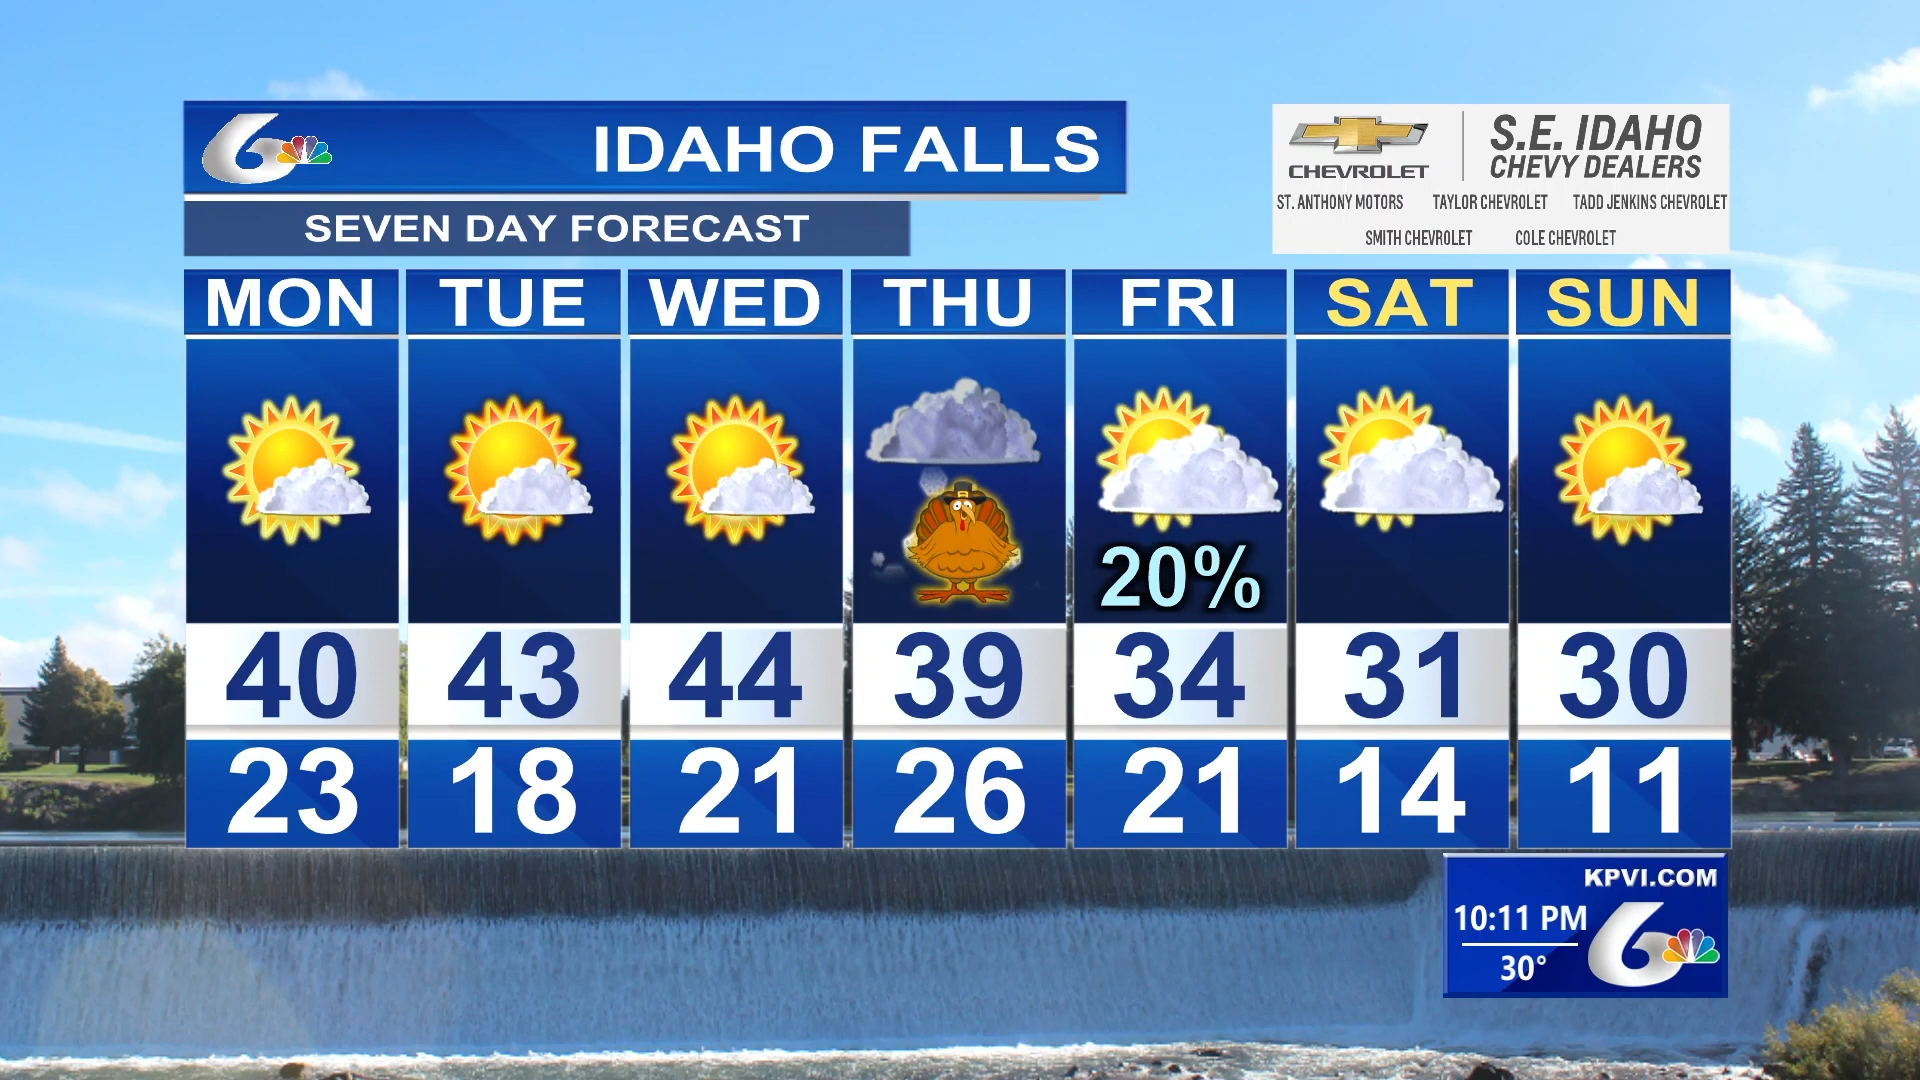 6
IDAHO FALLS
SEVEN DAY FORECAST
CHEVROLET
S.E. IDAHO
CHEVY DEALERS
ST. ANTHONY MOTORS TAYLOR CHEVROLET TADD JENKINS CHEVROLET
SMITH CHEVROLET COLE CHEVROLET
MON TUE WED THU FRI SAT SUN
20%
40 43 44 39 34 31 30
23 18 21 26 21 14 11
KPVI.COM
10:11 PM
30°
6